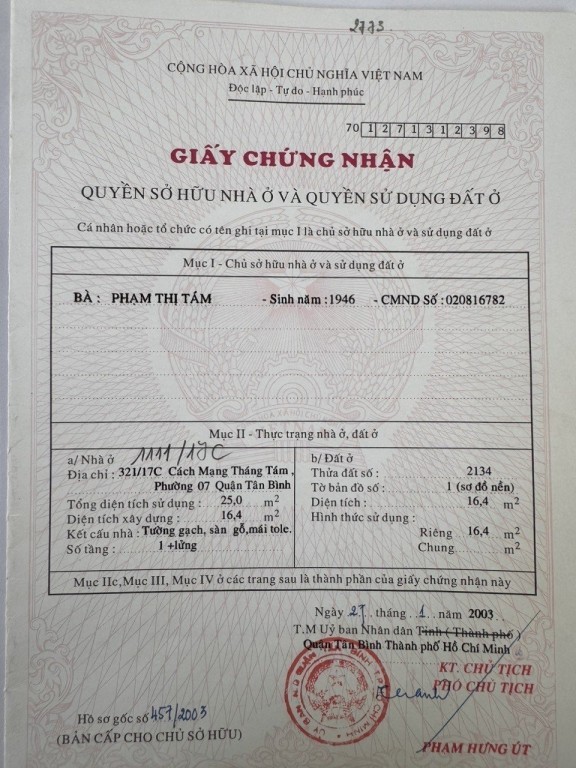 2773
CỘNG HÒA XÃ HỘI CHỦ NGHĨA VIỆT NAM
Độc lập - Tự do - Hạnh phúc
70 1 2 7 1 3 1 2 3 9 8
GIẤY CHỨNG NHẬN
QUYỀN SỞ HỮU NHÀ Ở VÀ QUYỀN SỬ DỤNG ĐẤT Ở
Cá nhân hoặc tổ chức có tên ghi tại mục I là chủ sở hữu nhà ở và sử dụng đất ở
Mục I - Chủ sở hữu nhà ở và sử dụng đất ở
BÀ : PHẠM THỊ TÁM - Sinh năm : 1946 - CMND Số : 020816782
Mục II - Thực trạng nhà ở, đất ở
a/ Nhà ở 1111/17C
Địa chỉ : 321/17C Cách Mạng Tháng Tám ,
Phường 07 Quận Tân Bình
Tổng diện tích sử dụng : 25,0 m2
Diện tích xây dựng : 16,4 m2
Kết cấu nhà : Tường gạch, sàn gỗ,mái tole.
Số tầng : 1 +lửng
b/ Đất ở
Thửa đất số : 2134
Tờ bản đồ số : 1 (sơ đồ nền)
Diện tích : 16,4 m2
Hình thức sử dụng :
Riêng 16,4 m2
Chung m2
Mục IIc,Mục III, Mục IV ở các trang sau là thành phần của giấy chứng nhận này
Ngày 27 tháng 1 năm 2003
T.M Uỷ ban Nhân dân Tỉnh ( Thành phố )
Quận Tân Bình Thành phố Hồ Chí Minh
KT. CHỦ TỊCH
PHÓ CHỦ TỊCH
Hồ sơ gốc số 457/2003
(BẢN CẤP CHO CHỦ SỞ HỮU)
PHẠM HƯNG ÚT